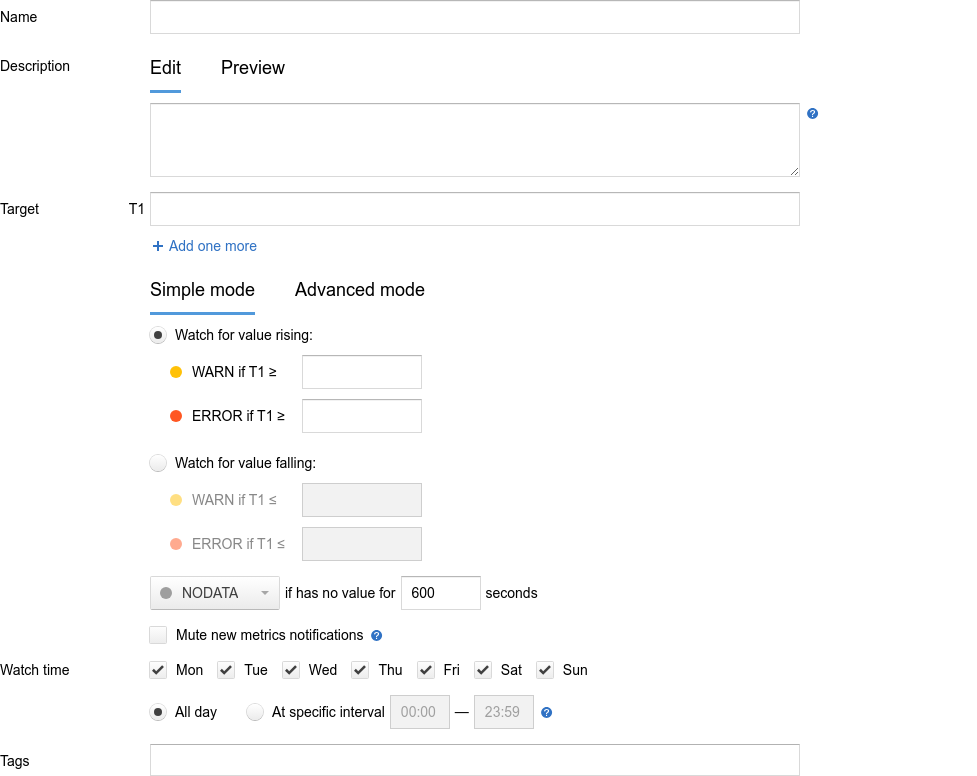 Name
Description Edit Preview
?
Target T1
+ Add one more
Simple mode Advanced mode
Watch for value rising:
WARN if T1 ≥
ERROR if T1 ≥
Watch for value falling:
WARN if T1 ≤
ERROR if T1 ≤
NODATA if has no value for 600 seconds
Mute new metrics notifications ?
Watch time Mon Tue Wed Thu Fri Sat Sun
All day At specific interval 00:00 — 23:59 ?
Tags